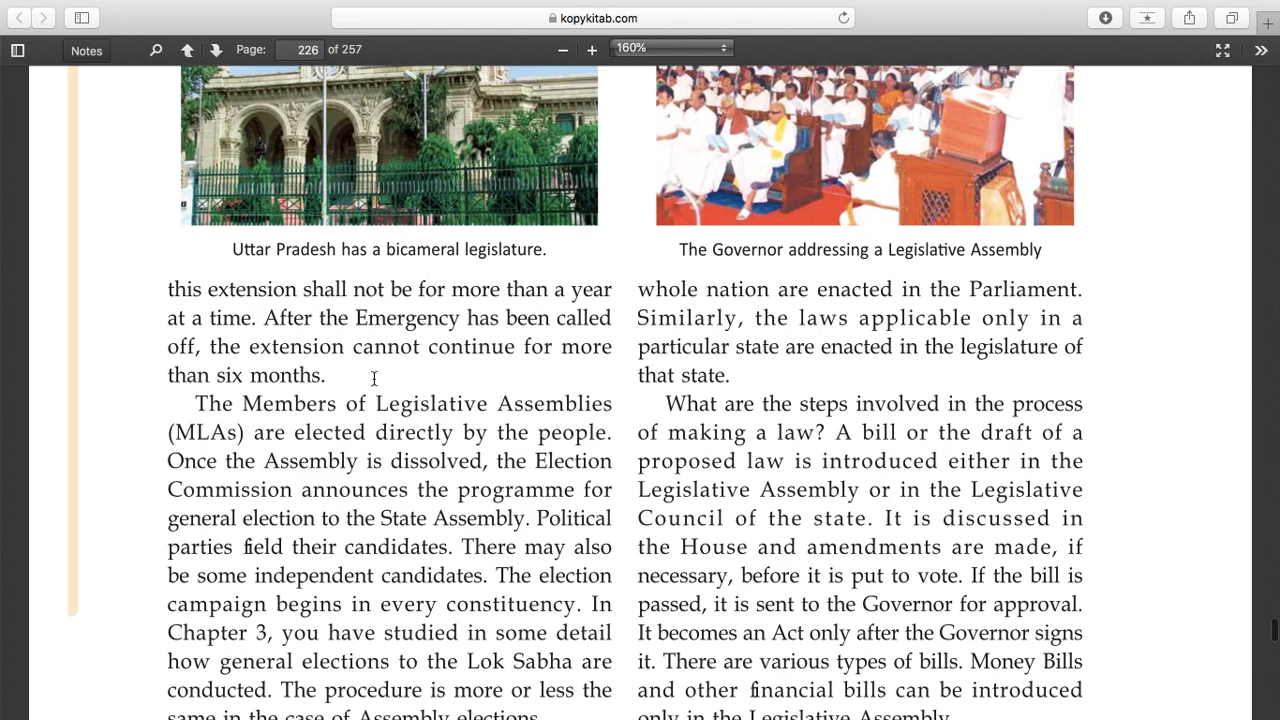 kopykitab.com
Notes
Page: 226 of 257
160%
Uttar Pradesh has a bicameral legislature.
The Governor addressing a Legislative Assembly
this extension shall not be for more than a year
at a time. After the Emergency has been called
off, the extension cannot continue for more
than six months.
The Members of Legislative Assemblies
(MLAs) are elected directly by the people.
Once the Assembly is dissolved, the Election
Commission announces the programme for
general election to the State Assembly. Political
parties field their candidates. There may also
be some independent candidates. The election
campaign begins in every constituency. In
Chapter 3, you have studied in some detail
how general elections to the Lok Sabha are
conducted. The procedure is more or less the
same in the case of Assembly elections.
whole nation are enacted in the Parliament.
Similarly, the laws applicable only in a
particular state are enacted in the legislature of
that state.
What are the steps involved in the process
of making a law? A bill or the draft of a
proposed law is introduced either in the
Legislative Assembly or in the Legislative
Council of the state. It is discussed in
the House and amendments are made, if
necessary, before it is put to vote. If the bill is
passed, it is sent to the Governor for approval.
It becomes an Act only after the Governor signs
it. There are various types of bills. Money Bills
and other financial bills can be introduced
only in the Legislative Assembly.